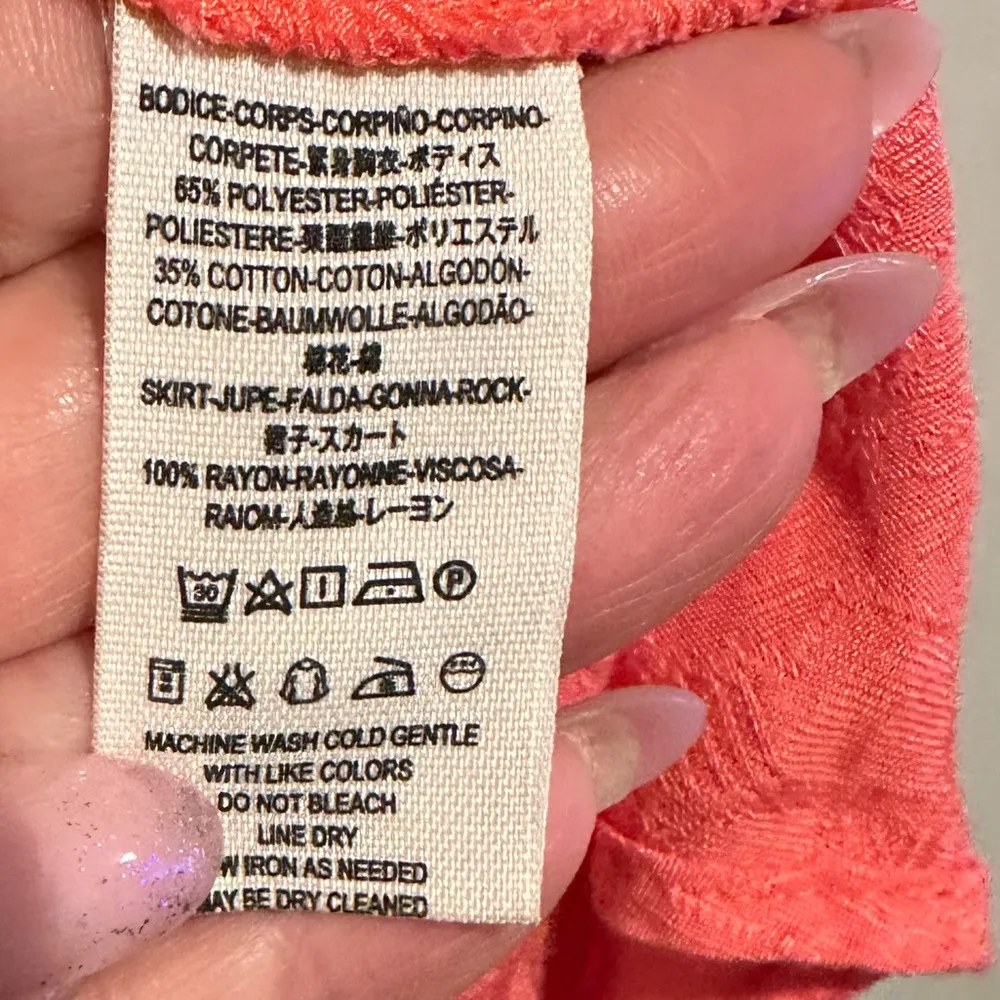 BODICE-CORPS-CORPIÑO-CORPINO-
CORPETE-緊身胸衣-ボディス
65% POLYESTER-POLIÉSTER-
POLIESTERE-聚酯纖維-ポリエステル
35% COTTON-COTON-ALGODÓN-
COTONE-BAUMWOLLE-ALGODÃO-
棉花-綿
SKIRT-JUPE-FALDA-GONNA-ROCK-
裙子-スカート
100% RAYON-RAYONNE-VISCOSA-
RAIOM-人造絲-レーヨン
30
P
MACHINE WASH COLD GENTLE
WITH LIKE COLORS
DO NOT BLEACH
LINE DRY
W IRON AS NEEDED
AY BE DRY CLEANED